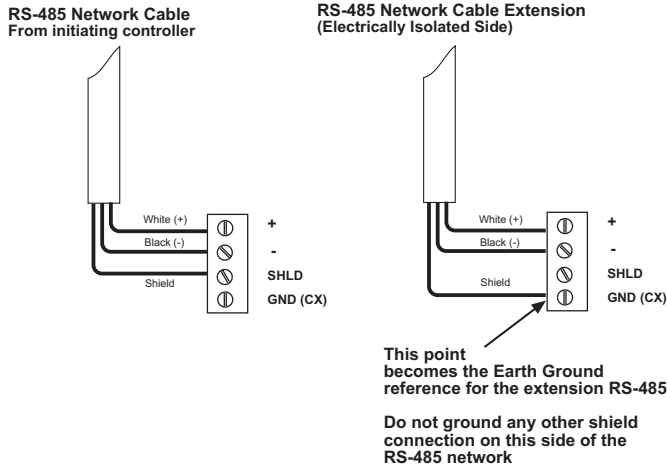 RS-485 Network Cable
From initiating controller
White (+)
Black (-)
Shield
+
-
SHLD
GND (CX)
RS-485 Network Cable Extension
(Electrically Isolated Side)
White (+)
Black (-)
Shield
+
-
SHLD
GND (CX)
This point
becomes the Earth Ground
reference for the extension RS-485
Do not ground any other shield
connection on this side of the
RS-485 network